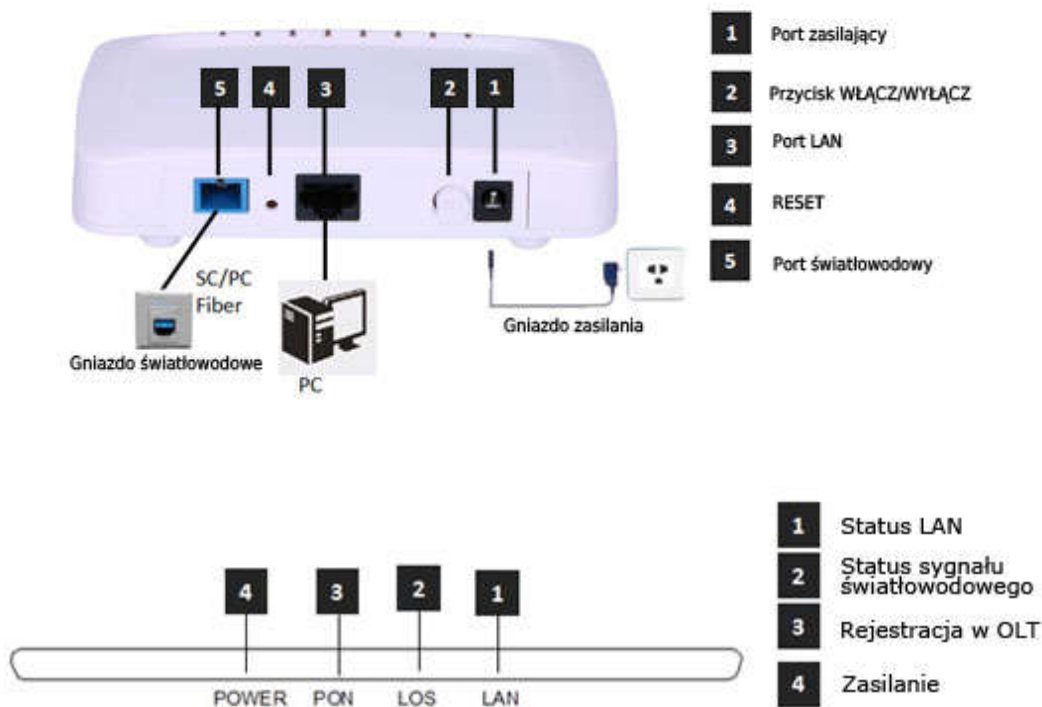 5
4
3
2
1
SC/PC
Fiber
Gniazdo światłowodowe
PC
Gniazdo zasilania
1 Port zasilający
2 Przycisk WŁĄCZ/WYŁĄCZ
3 Port LAN
4 RESET
5 Port światłowodowy
4
3
2
1
POWER
PON
LOS
LAN
1 Status LAN
2 Status sygnału
światłowodowego
3 Rejestracja w OLT
4 Zasilanie